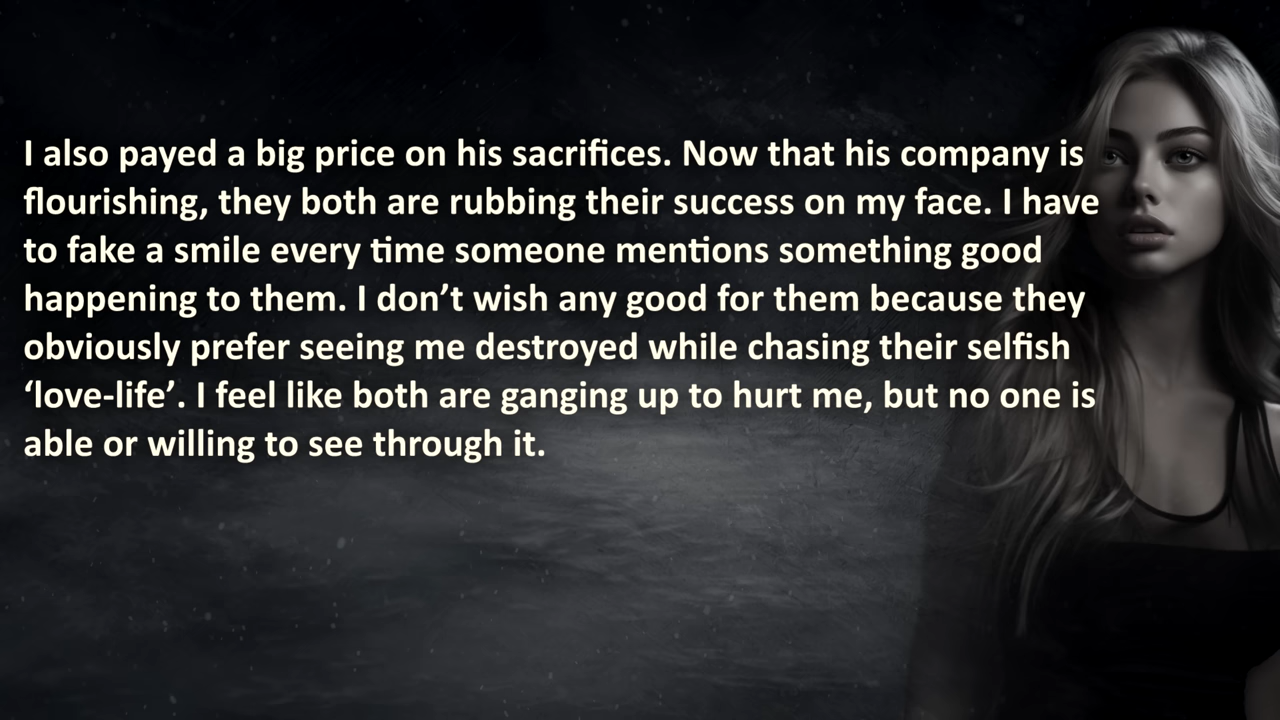 I also payed a big price on his sacrifices. Now that his company is
flourishing, they both are rubbing their success on my face. I have
to fake a smile every time someone mentions something good
happening to them. I don’t wish any good for them because they
obviously prefer seeing me destroyed while chasing their selfish
‘love-life’. I feel like both are ganging up to hurt me, but no one is
able or willing to see through it.